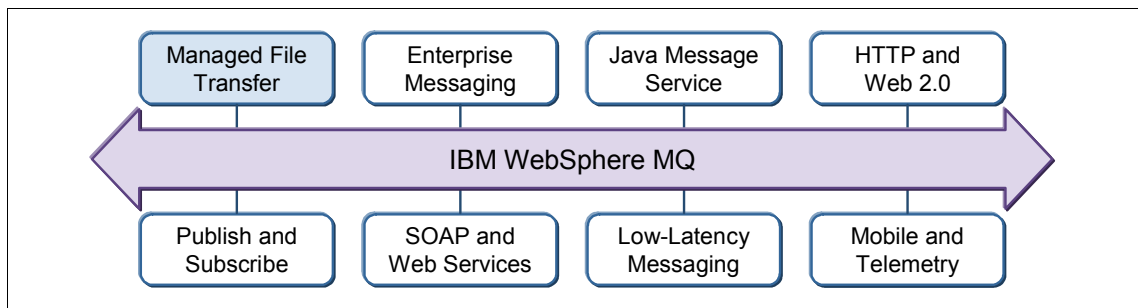 Managed File
Transfer
Enterprise
Messaging
Java Message
Service
HTTP and
Web 2.0
IBM WebSphere MQ
Publish and
Subscribe
SOAP and
Web Services
Low-Latency
Messaging
Mobile and
Telemetry